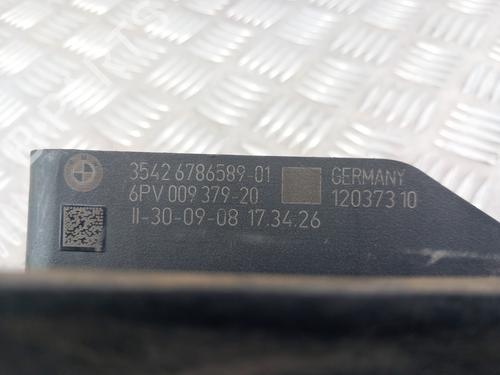 3542 6786589-01
6PV 009 379-20
II-30-09-08 17.34.26
GERMANY
12037310